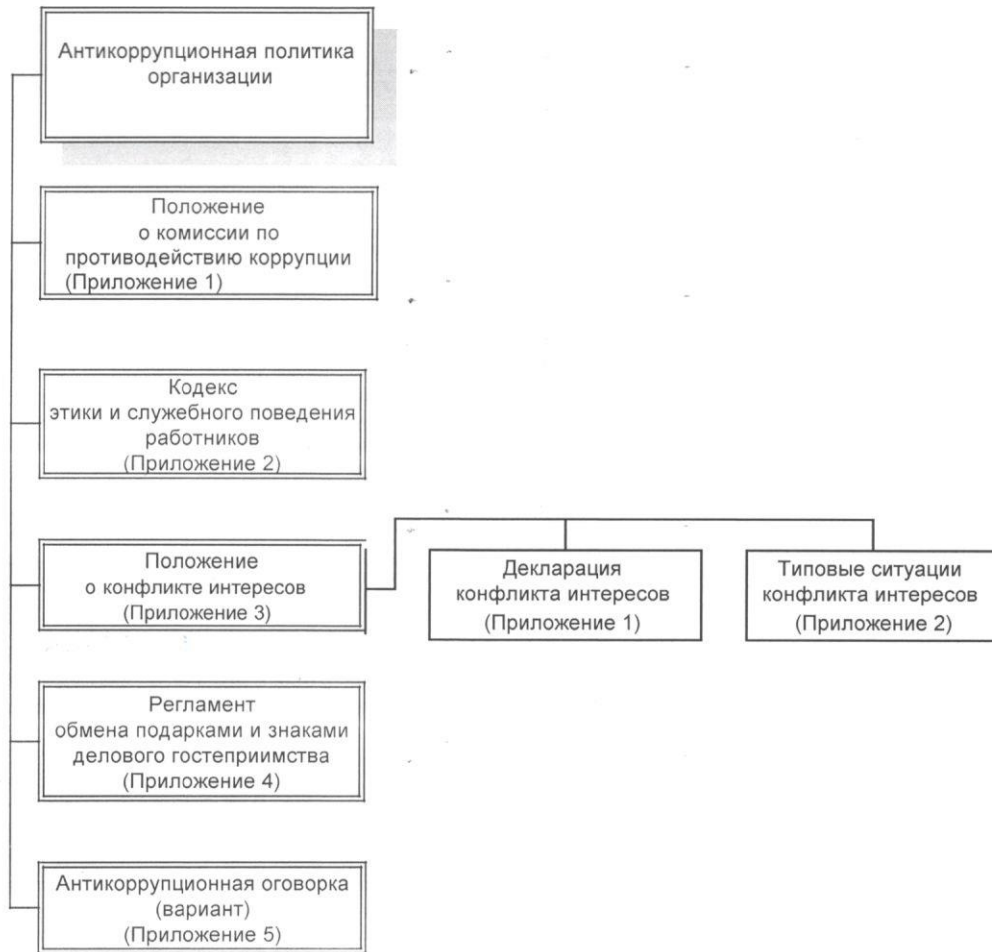 Антикоррупционная политика
организации
Положение
о комиссии по
противодействию коррупции
(Приложение 1)
Кодекс
этики и служебного поведения
работников
(Приложение 2)
Положение
о конфликте интересов
(Приложение 3)
Декларация
конфликта интересов
(Приложение 1)
Типовые ситуации
конфликта интересов
(Приложение 2)
Регламент
обмена подарками и знаками
делового гостеприимства
(Приложение 4)
Антикоррупционная оговорка
(вариант)
(Приложение 5)